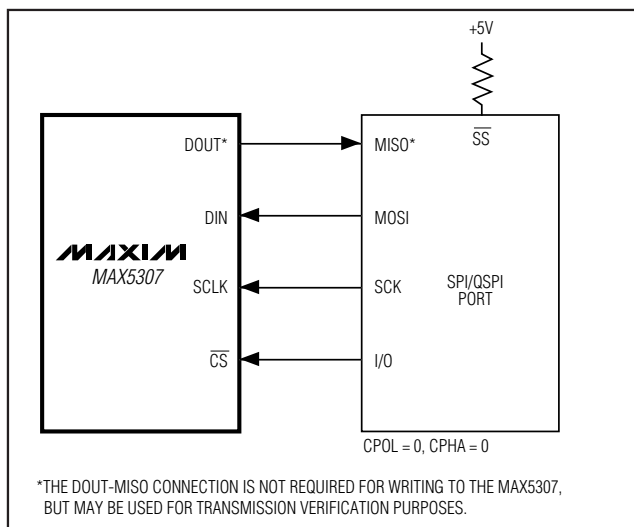 +5V
DOUT* MISO* SS
DIN MOSI
MAXIM
MAX5307
SCLK SCK SPI/QSPI
PORT
CS I/O
CPOL = 0, CPHA = 0
*THE DOUT-MISO CONNECTION IS NOT REQUIRED FOR WRITING TO THE MAX5307,
BUT MAY BE USED FOR TRANSMISSION VERIFICATION PURPOSES.